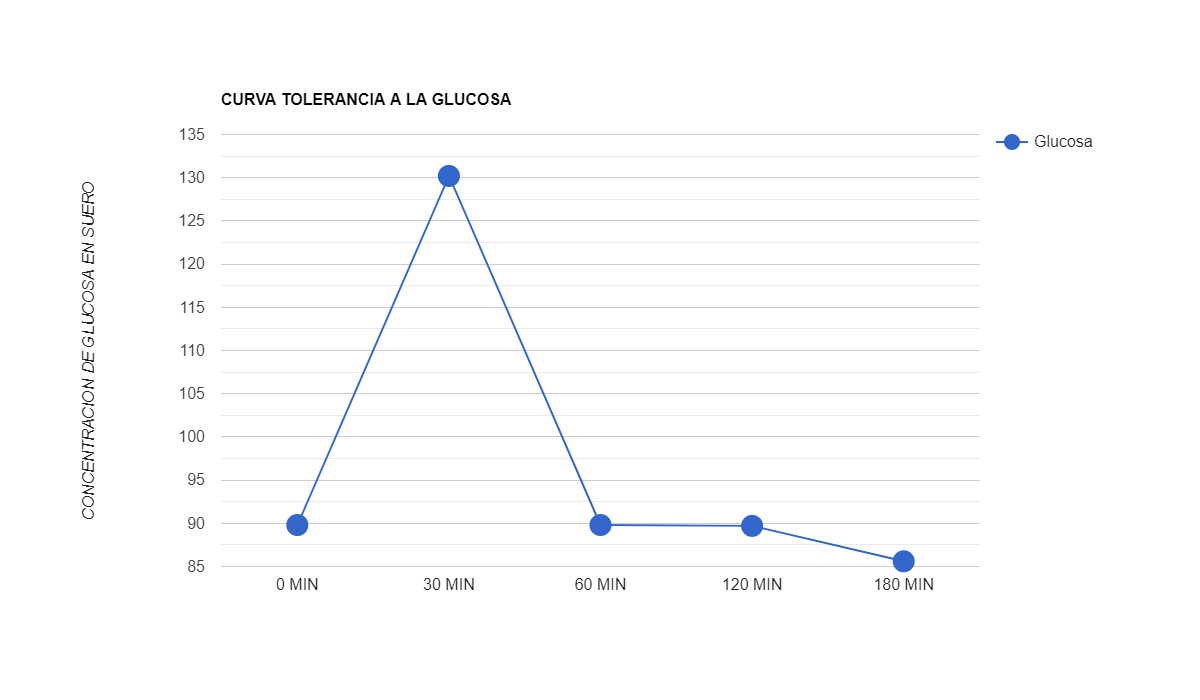 CURVA TOLERANCIA A LA GLUCOSA
Glucosa
CONCENTRACION DE GLUCOSA EN SUERO
135
130
125
120
115
110
105
100
95
90
85
0 MIN
30 MIN
60 MIN
120 MIN
180 MIN